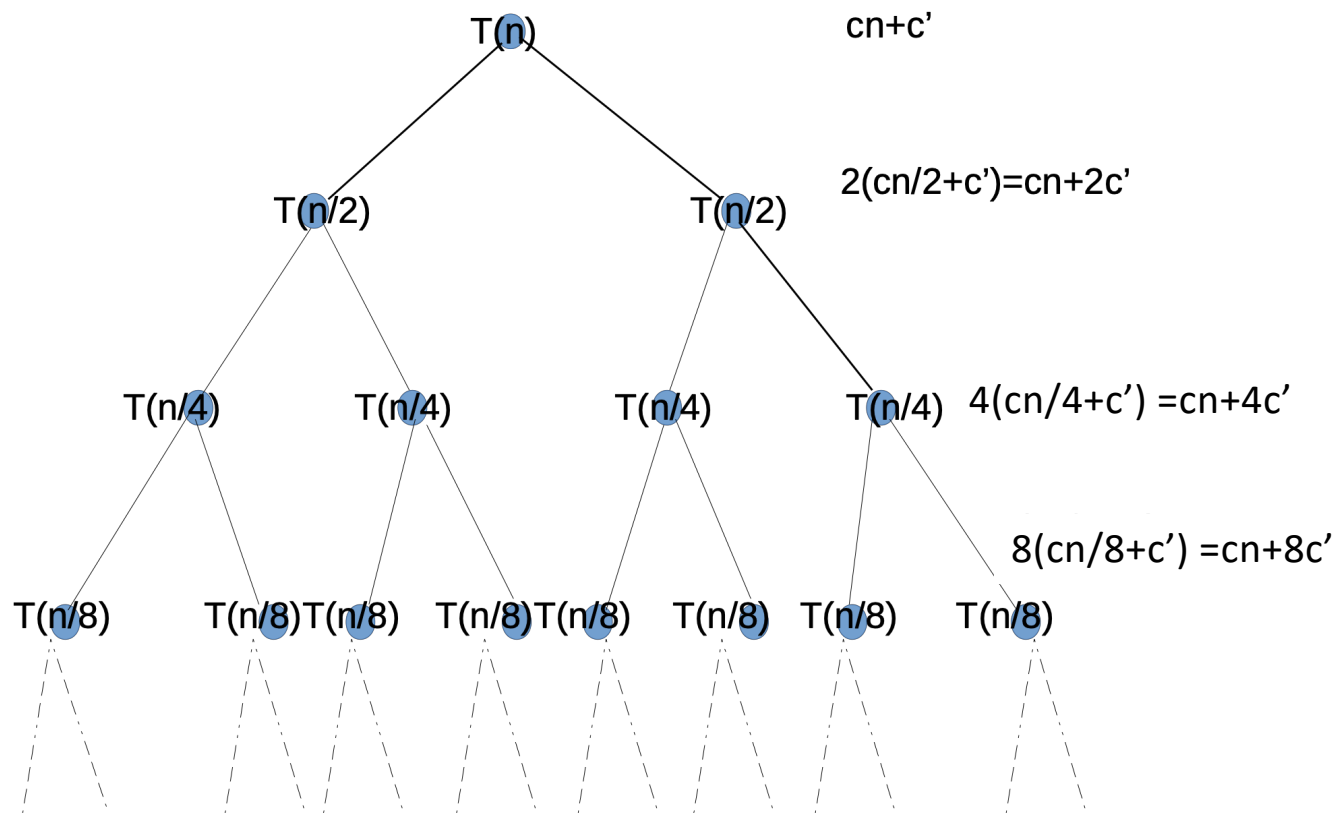 T(n) cn+c’
T(n/2) T(n/2) 2(cn/2+c’)=cn+2c’
T(n/4) T(n/4) T(n/4) T(n/4) 4(cn/4+c’) =cn+4c’
8(cn/8+c’) =cn+8c’
T(n/8) T(n/8) T(n/8) T(n/8) T(n/8) T(n/8) T(n/8) T(n/8)